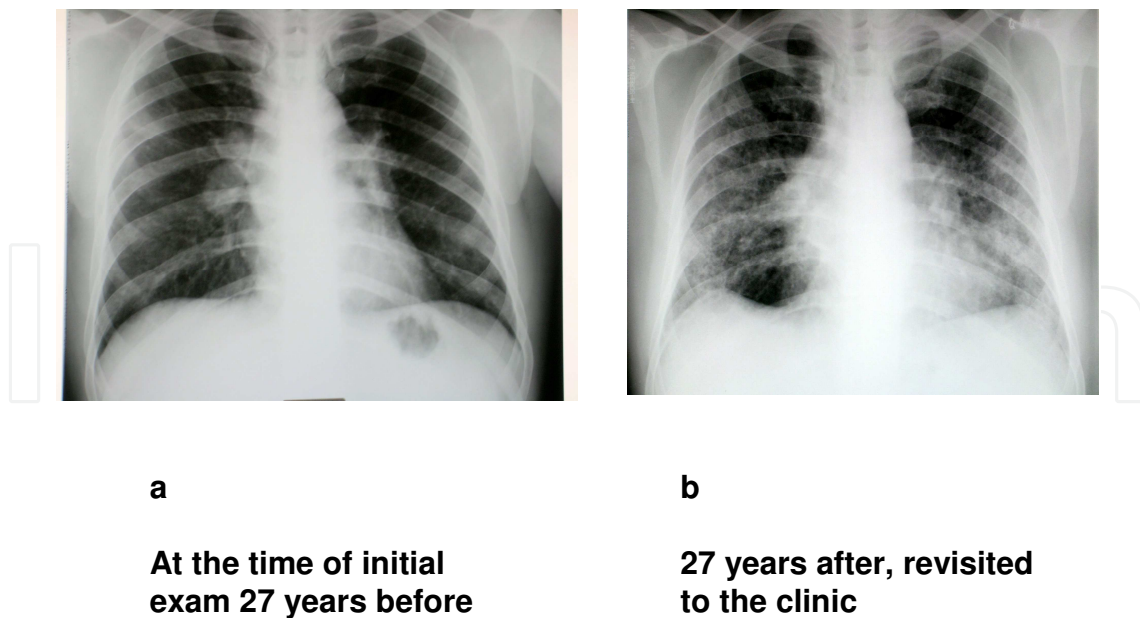 a
At the time of initial
exam 27 years before
b
27 years after, revisited
to the clinic